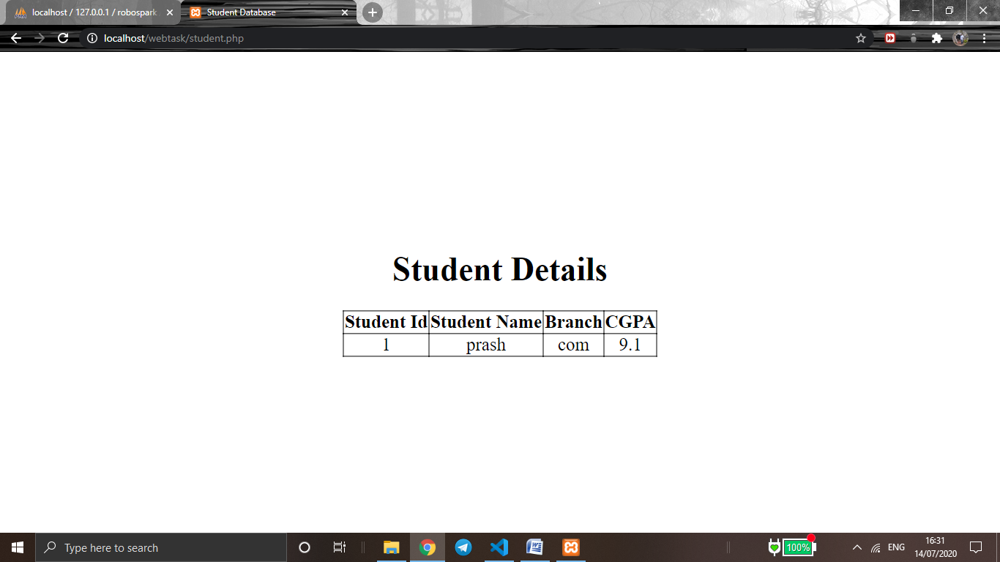 localhost / 127.0.0.1 / robospark
Student Database
localhost/webtask/student.php
Student Details
Student Id Student Name Branch CGPA
1 prash com 9.1
Type here to search
100%
ENG
16:31
14/07/2020